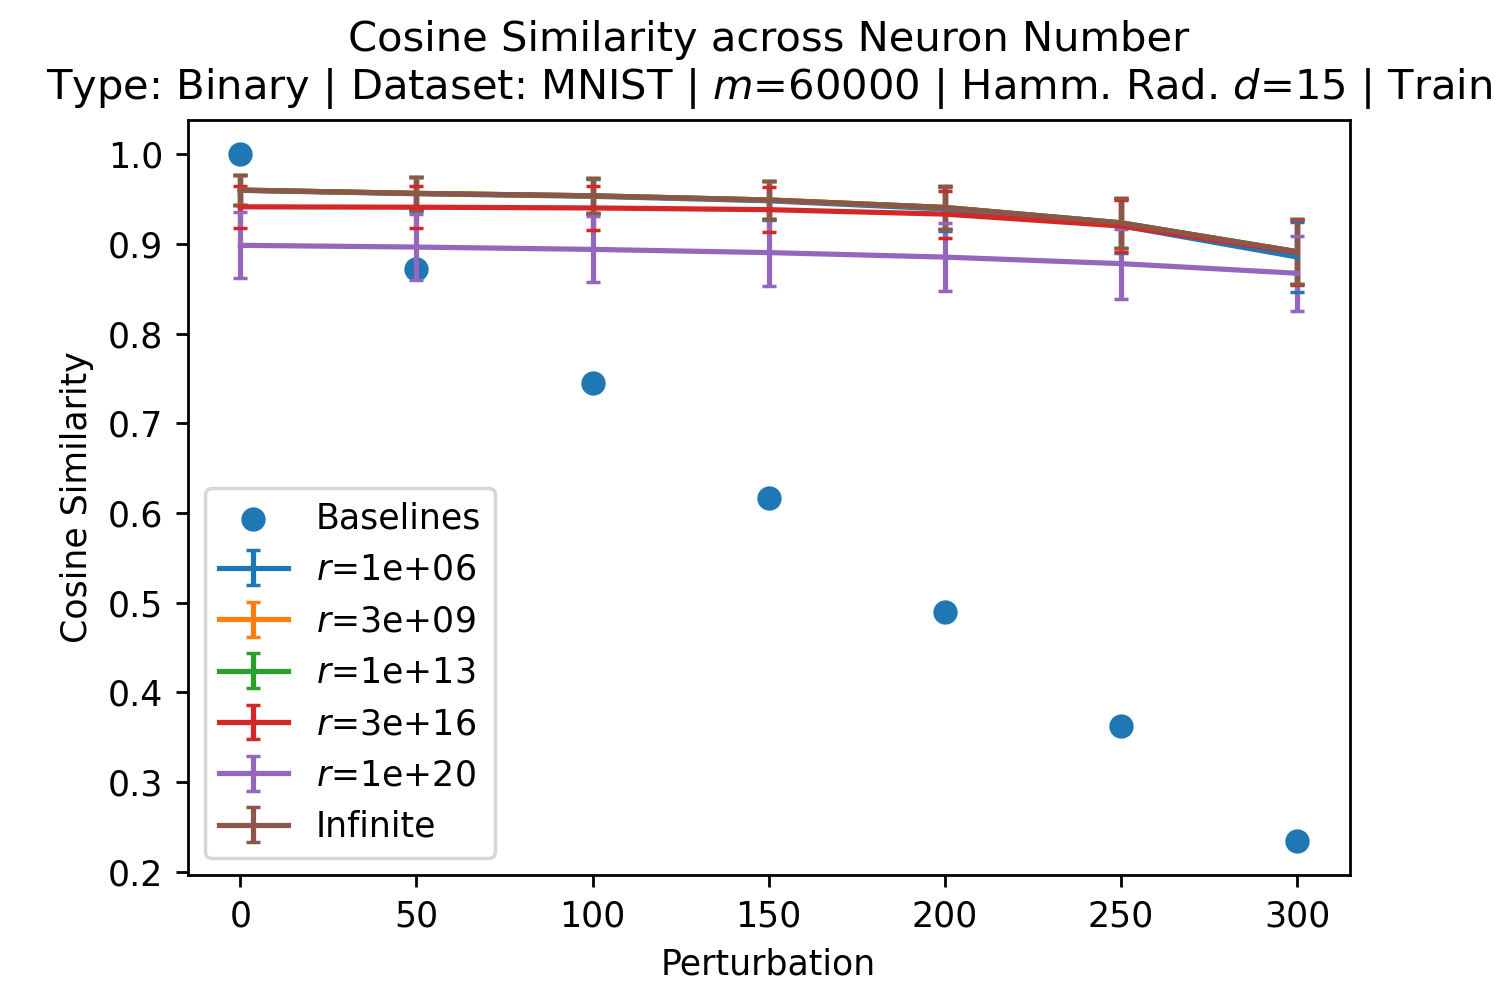 Cosine Similarity across Neuron Number
Type: Binary | Dataset: MNIST | m=60000 | Hamm. Rad. d=15 | Train
Cosine Similarity
1.0
0.9
0.8
0.7
0.6
0.5
0.4
0.3
0.2
Baselines
r=1e+06
r=3e+09
r=1e+13
r=3e+16
r=1e+20
Infinite
0 50 100 150 200 250 300
Perturbation